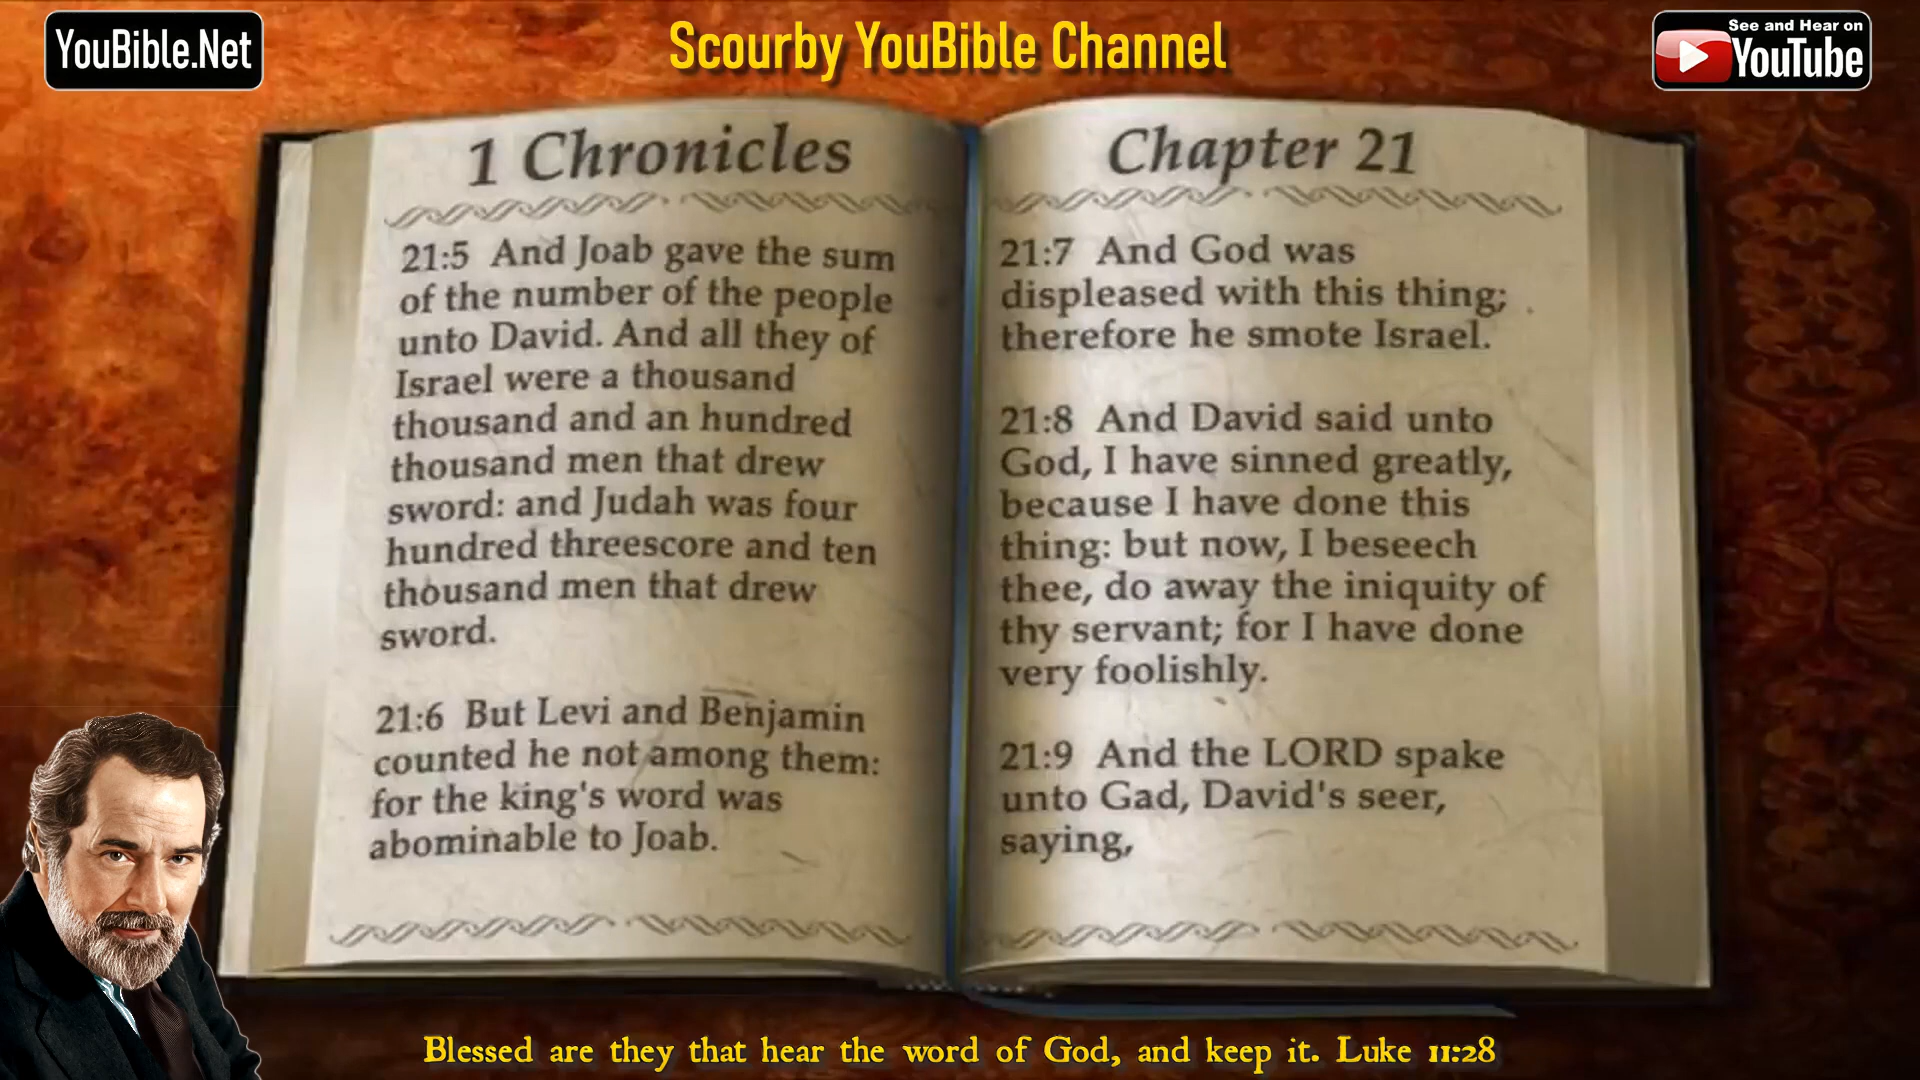 YouBible.Net
Scourby YouBible Channel
See and Hear on
YouTube
1 Chronicles
21:5 And Joab gave the sum
of the number of the people
unto David. And all they of
Israel were a thousand
thousand and an hundred
thousand men that drew
sword: and Judah was four
hundred threescore and ten
thousand men that drew
sword.
21:6 But Levi and Benjamin
counted he not among them:
for the king's word was
abominable to Joab.
Chapter 21
21:7 And God was
displeased with this thing;
therefore he smote Israel.
21:8 And David said unto
God, I have sinned greatly,
because I have done this
thing: but now, I beseech
thee, do away the iniquity of
thy servant; for I have done
very foolishly.
21:9 And the LORD spake
unto Gad, David's seer,
saying,
Blessed are they that hear the word of God, and keep it. Luke 11:28